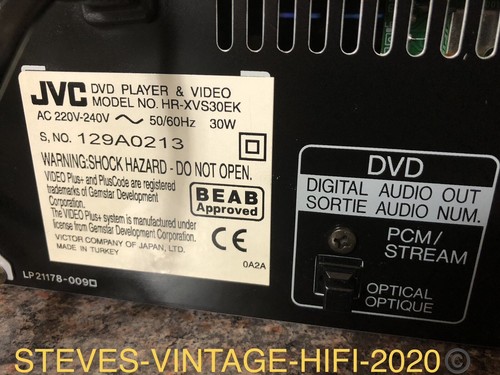 JVC DVD PLAYER & VIDEO
MODEL NO. HR-XVS30EK
AC 220V-240V ~ 50/60Hz 30W
S, NO. 129A0213
WARNING:SHOCK HAZARD - DO NOT OPEN.
VIDEO Plus+ and PlusCode are registered
trademarks of Gemstar Development
Corporation.
The VIDEO Plus+ system is manufactured under
license from Gemstar Development Corporation.
VICTOR COMPANY OF JAPAN, LTD.
MADE IN TURKEY
BEAB
Approved
CE
0A2A
LP21178-009
DVD
DIGITAL AUDIO OUT
SORTIE AUDIO NUM.
PCM/
STREAM
OPTICAL
OPTIQUE
STEVES-VINTAGE-HIFI-2020©